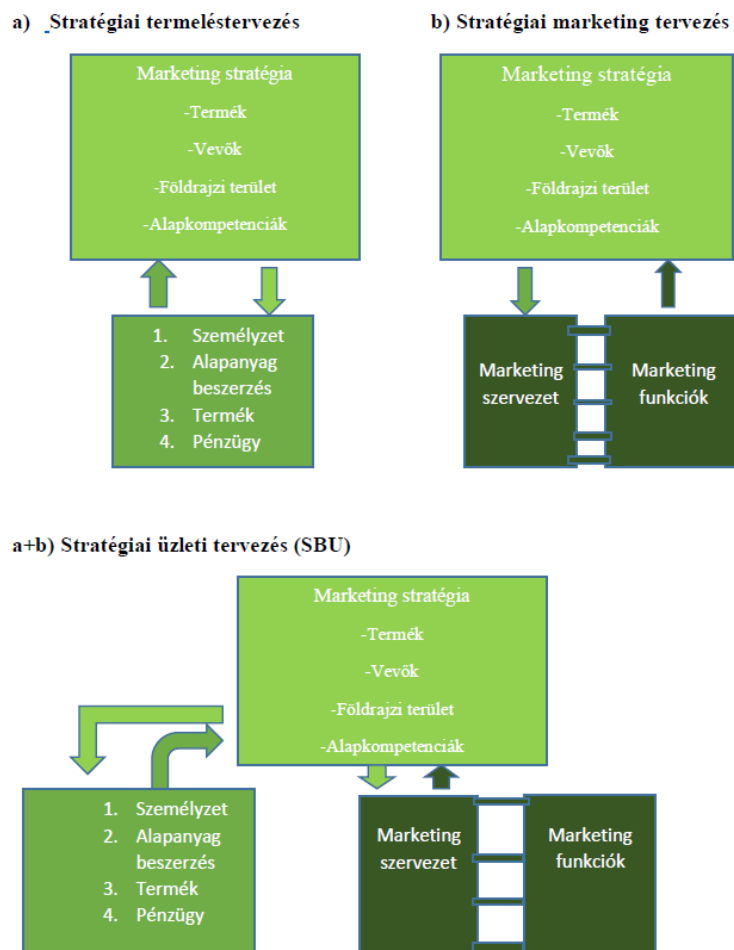 a) Stratégiai termeléstervezés
Marketing stratégia
-Termék
-Vevők
-Földrajzi terület
-Alapkompetenciák
1. Személyzet
2. Alapanyag
beszerzés
3. Termék
4. Pénzügy
b) Stratégiai marketing tervezés
Marketing stratégia
-Termék
-Vevők
-Földrajzi terület
-Alapkompetenciák
Marketing
szervezet
Marketing
funkciók
a+b) Stratégiai üzleti tervezés (SBU)
Marketing stratégia
-Termék
-Vevők
-Földrajzi terület
-Alapkompetenciák
1. Személyzet
2. Alapanyag
beszerzés
3. Termék
4. Pénzügy
Marketing
szervezet
Marketing
funkciók